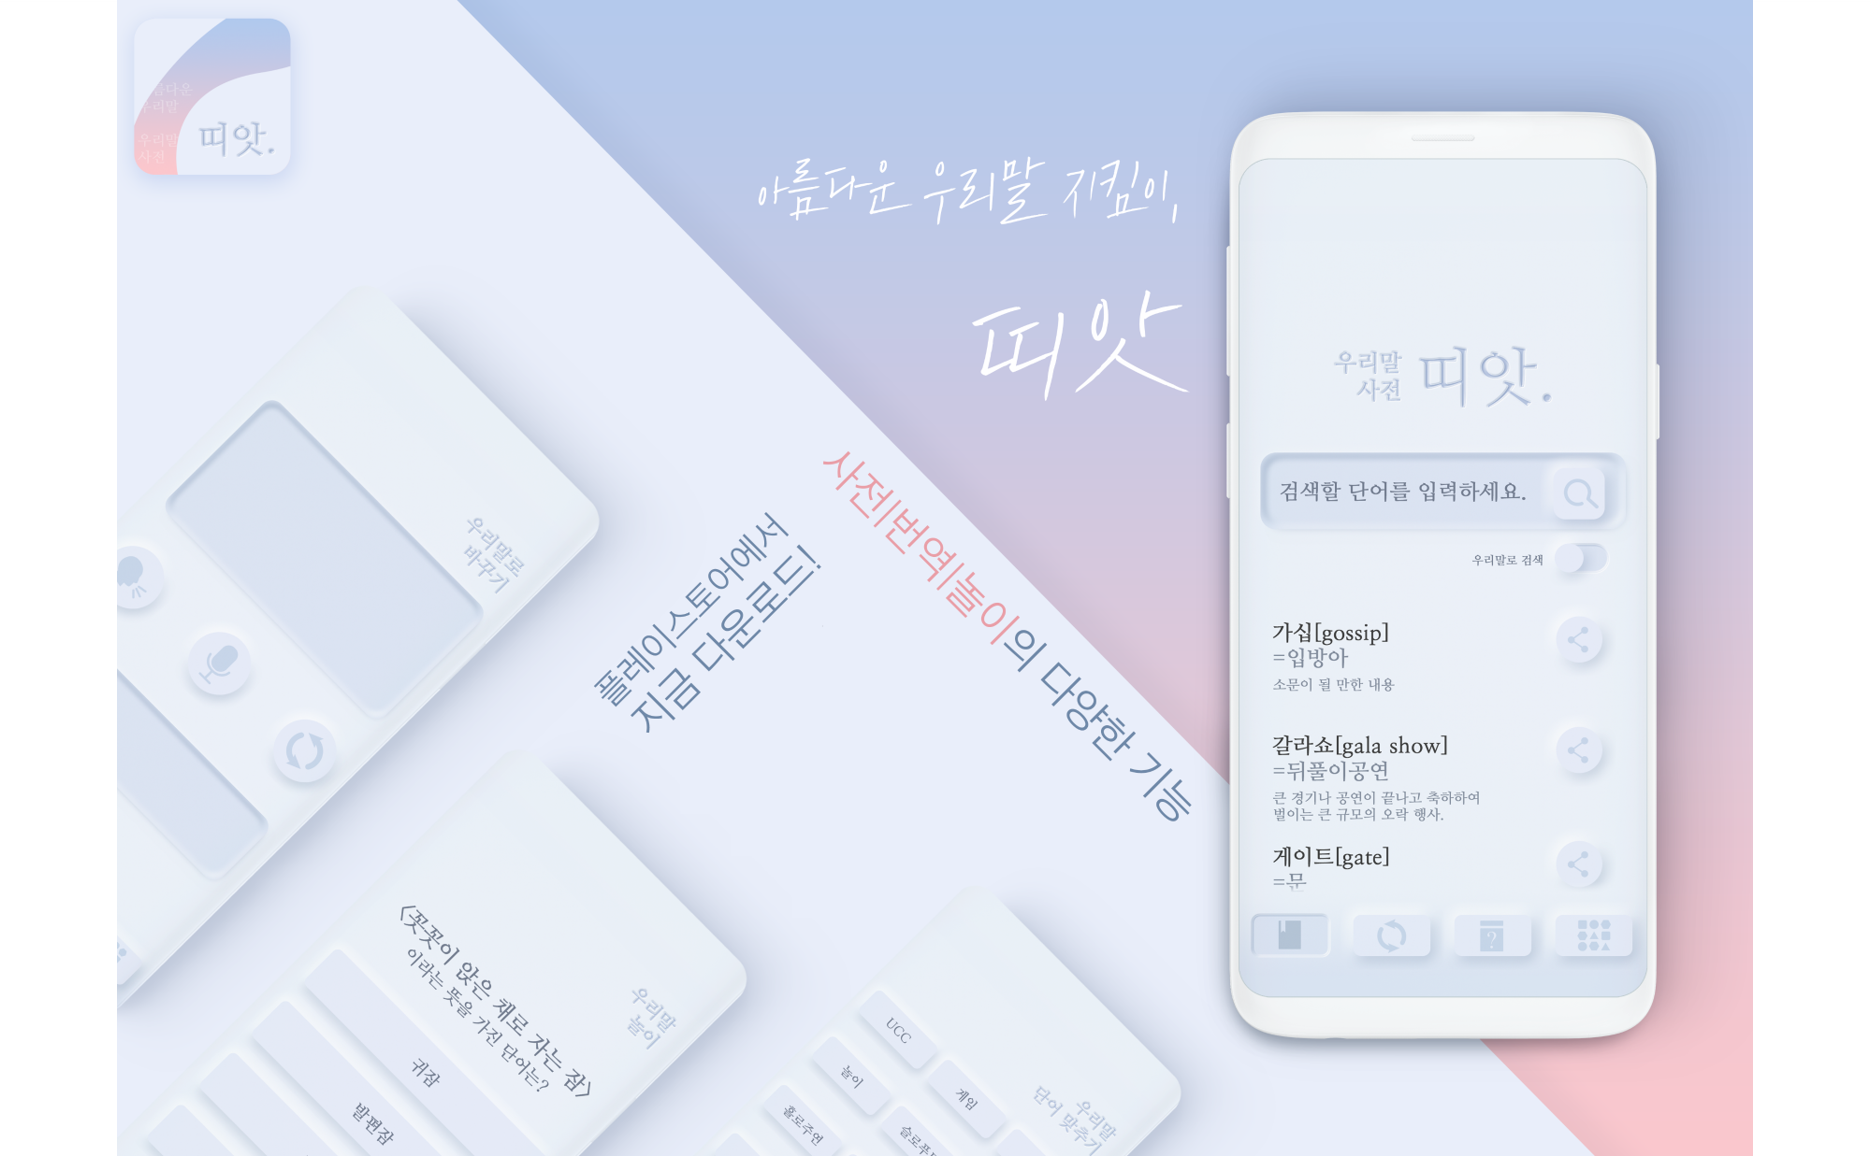 아름다운
우리말
우리말
사전
띠앗.
아름다운 우리말 지킴이,
띠앗
사전|번역|놀이의 다양한 기능
플레이스토어에서
지금 다운로드!
우리말로
바꾸기
우리말
놀이
<꼿꼿이 앉은 채로 자는 잠>
이라는 뜻을 가진 단어는?
귀잠
발편잠
우리말
단어 맞추기
UCC
게임
놀이
슬로푸드
홀로주연
우리말
사전
띠앗.
검색할 단어를 입력하세요.
우리말로 검색
가십[gossip]
=입방아
소문이 될 만한 내용
갈라쇼[gala show]
=뒤풀이공연
큰 경기나 공연이 끝나고 축하하여
벌이는 큰 규모의 오락 행사.
게이트[gate]
=문
?